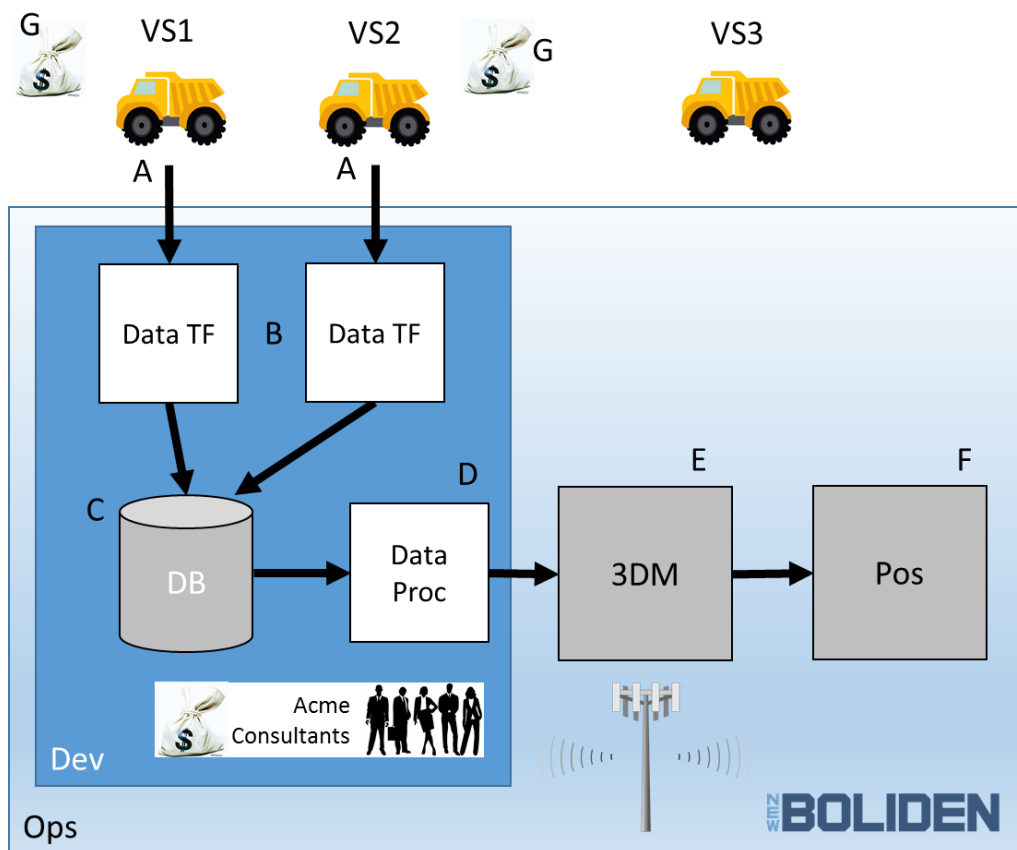 G
VS1
VS2
G
VS3
$
$
A
A
Data TF
B
Data TF
C
D
E
F
DB
Data
Proc
3DM
Pos
$
Acme
Consultants
Dev
Ops
NEW
BOLIDEN